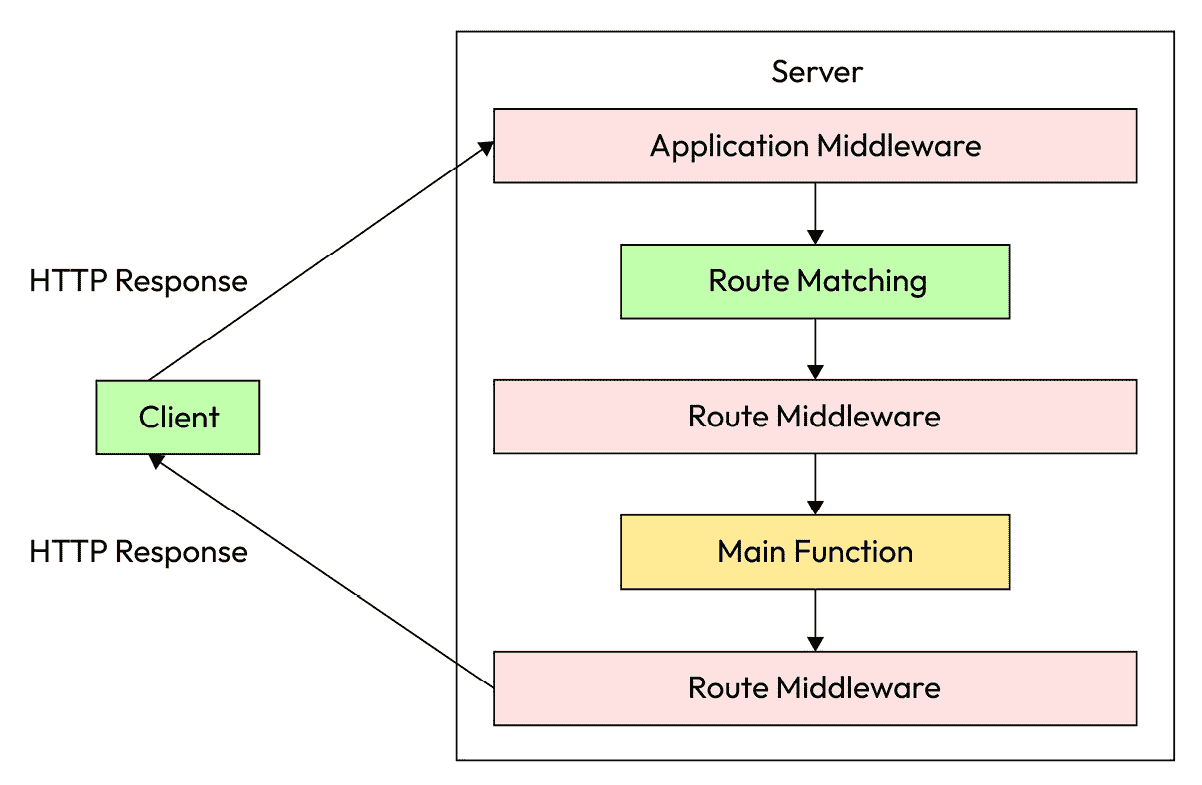 Server
Application Middleware
HTTP Response
Route Matching
Client
Route Middleware
HTTP Response
Main Function
Route Middleware